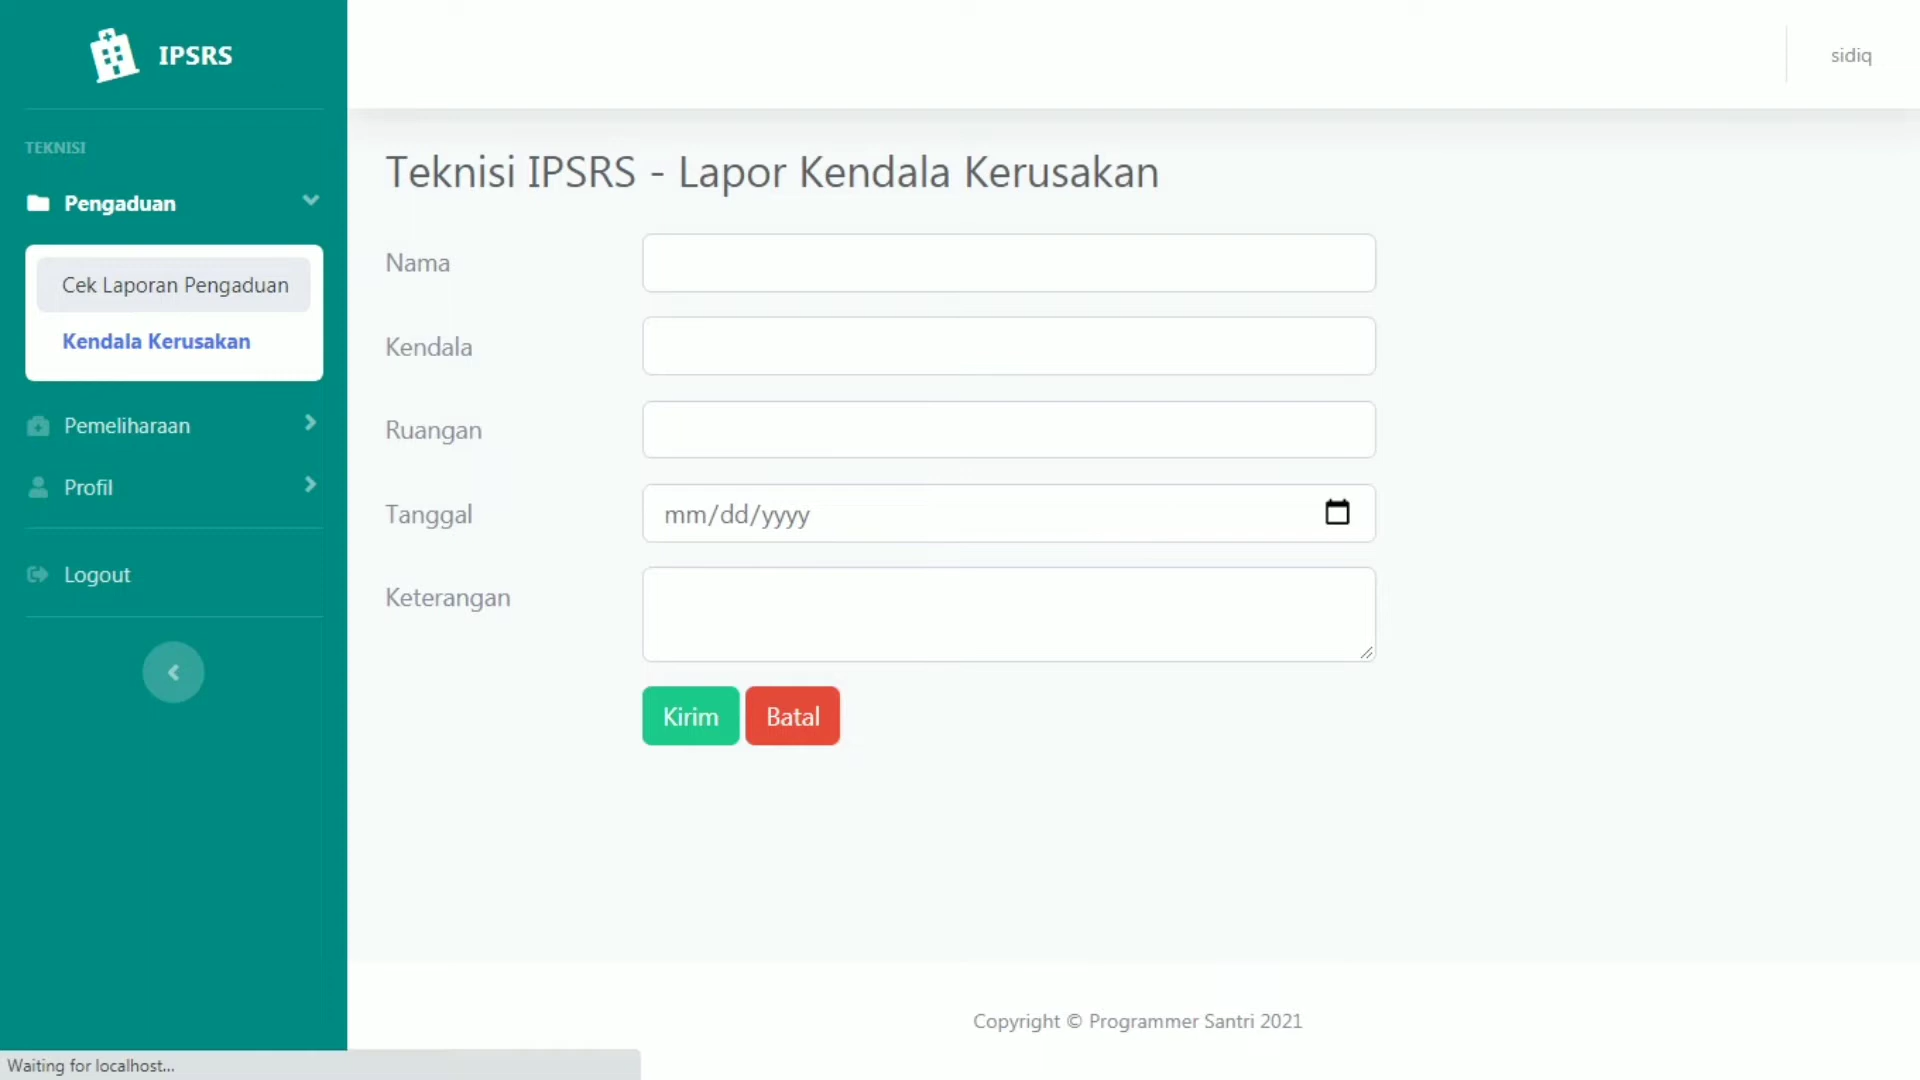 IPSRS
sidiq
TEKNISI
Pengaduan
Cek Laporan Pengaduan
Kendala Kerusakan
Pemeliharaan
Profil
Logout
Teknisi IPSRS - Lapor Kendala Kerusakan
Nama
Kendala
Ruangan
Tanggal
mm/dd/yyyy
Keterangan
Kirim
Batal
Copyright © Programmer Santri 2021
Waiting for localhost...